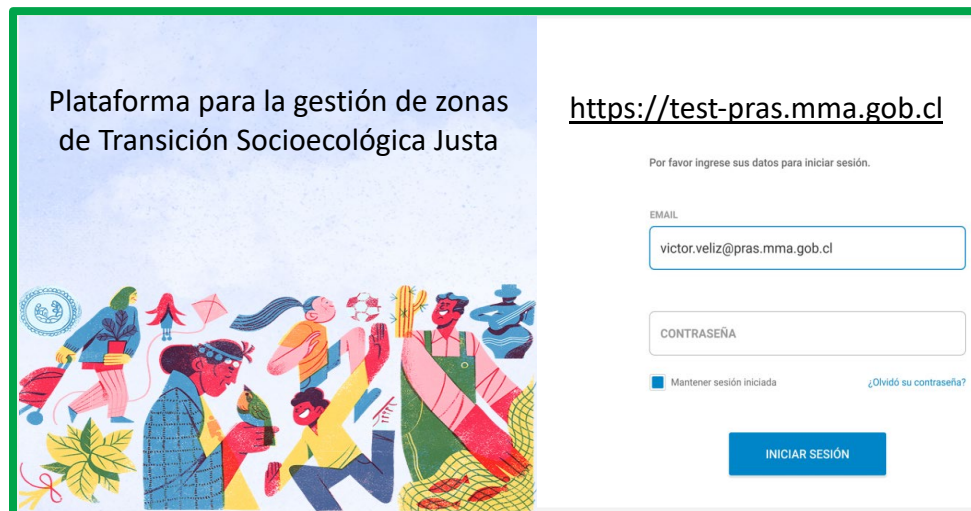 Plataforma para la gestión de zonas
de Transición Socioecológica Justa
https://test-pras.mma.gob.cl
Por favor ingrese sus datos para iniciar sesión.
EMAIL
victor.veliz@pras.mma.gob.cl
CONTRASEÑA
Mantener sesión iniciada
¿Olvidó su contraseña?
INICIAR SESIÓN